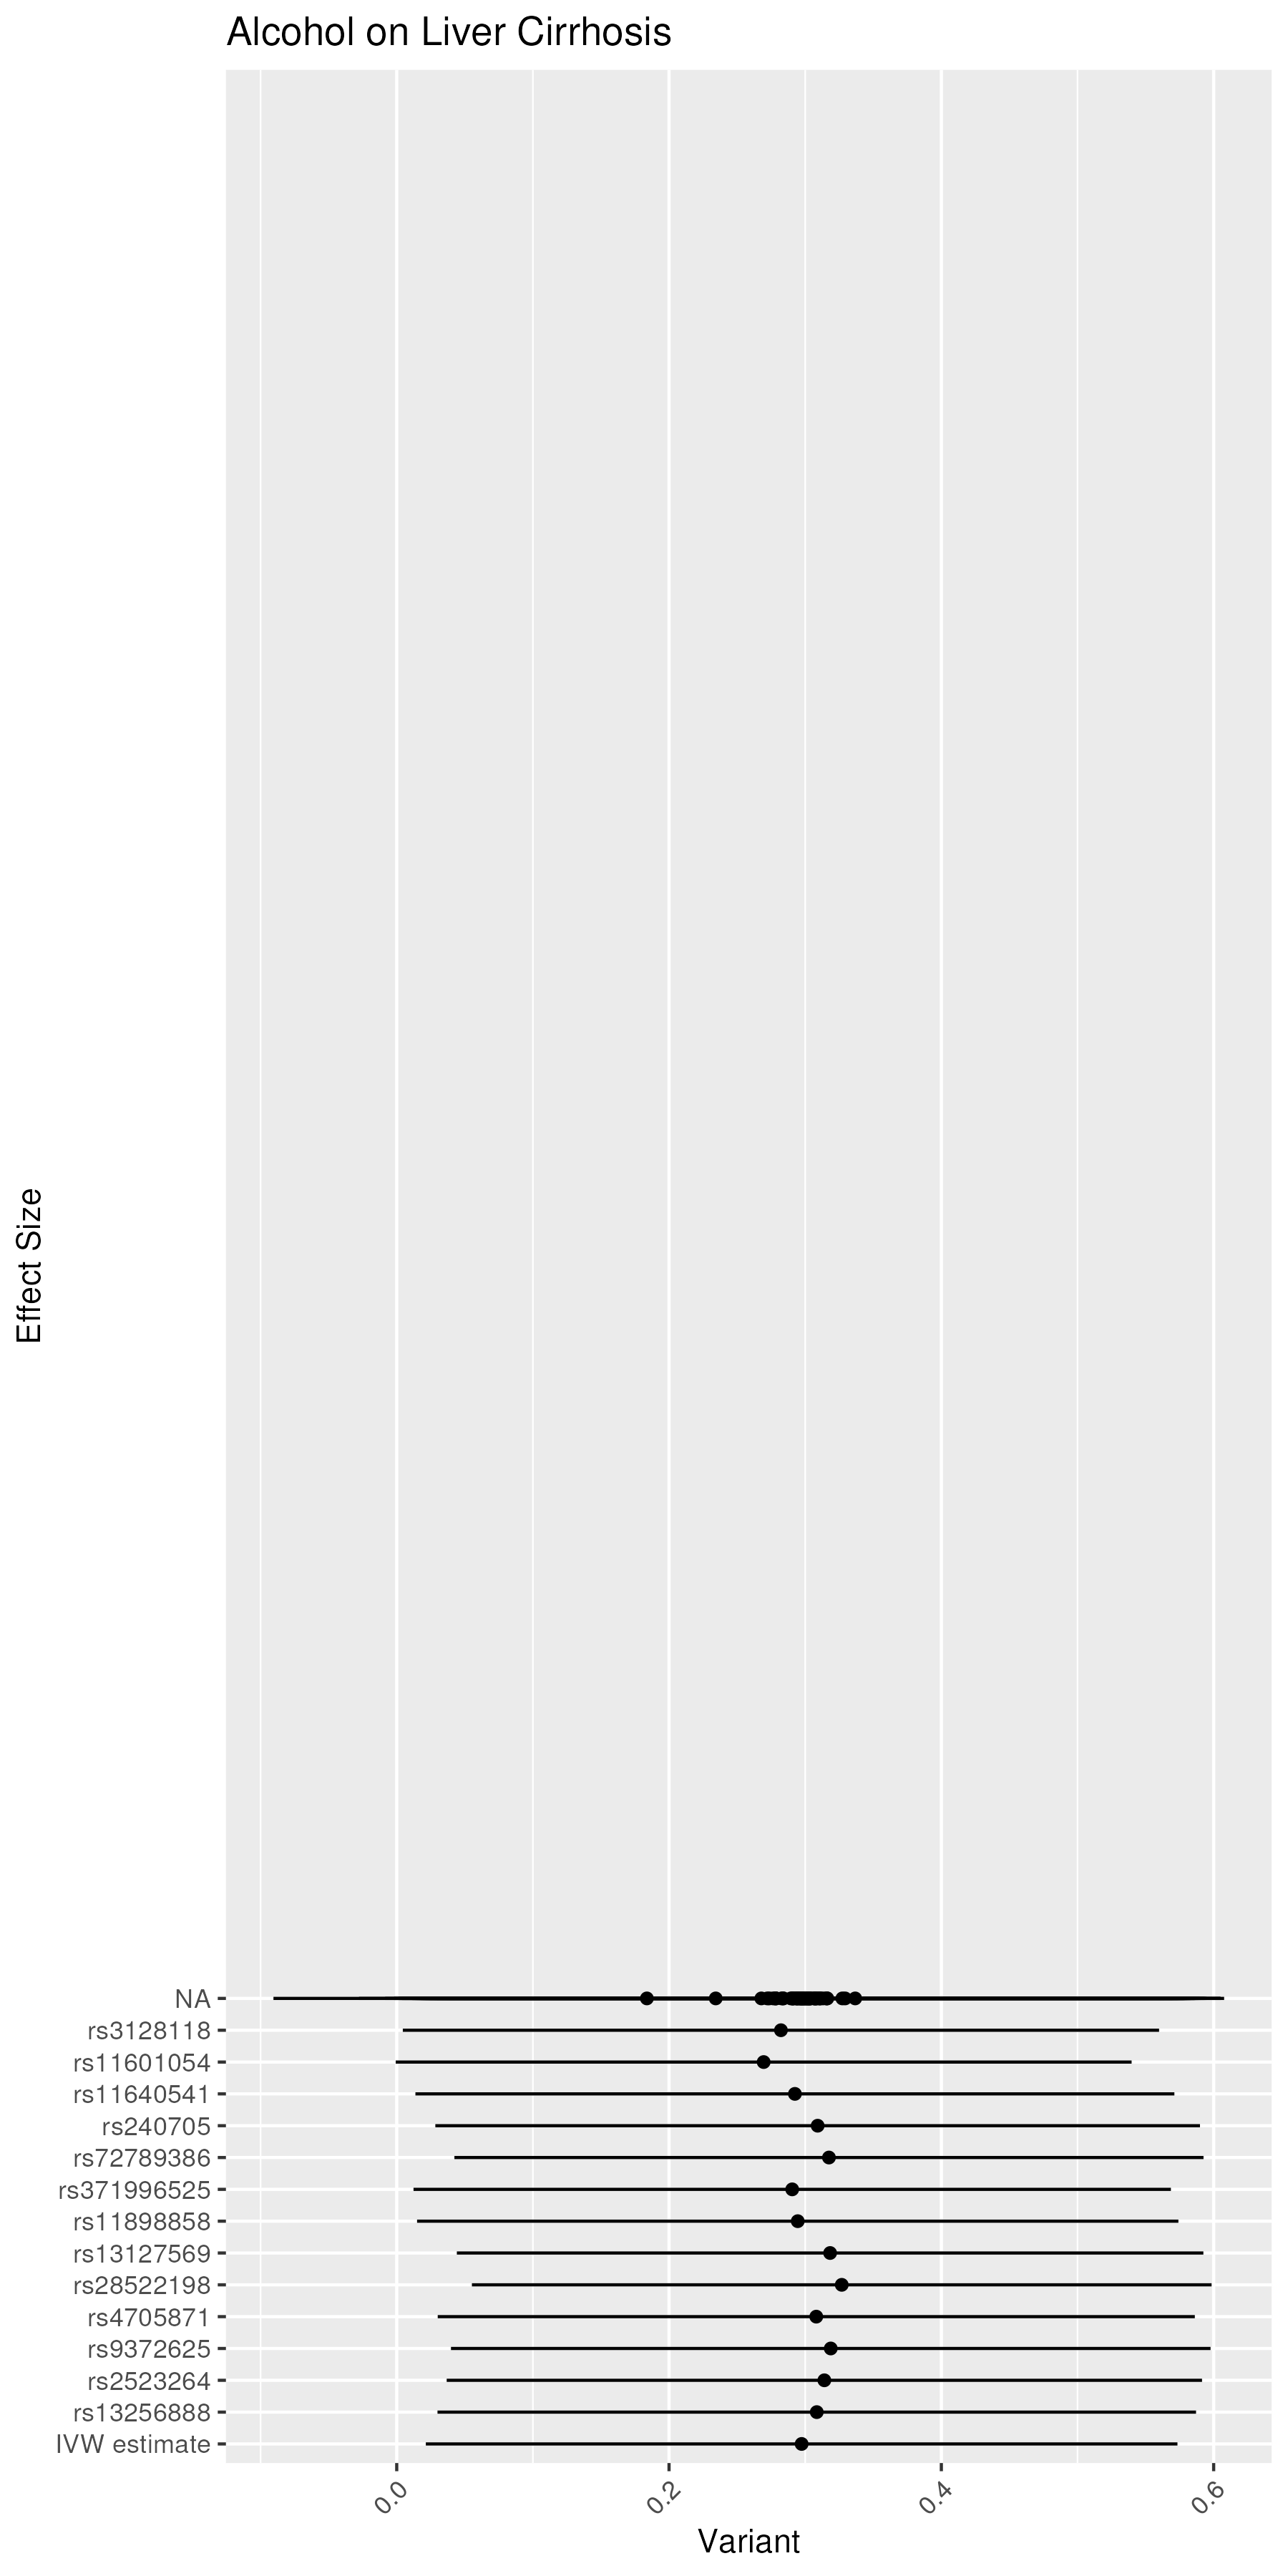 Alcohol on Liver Cirrhosis
Effect Size
NA
rs3128118
rs11601054
rs11640541
rs240705
rs72789386
rs371996525
rs11898858
rs13127569
rs28522198
rs4705871
rs9372625
rs2523264
rs13256888
IVW estimate
0.0 0.2 0.4 0.6
Variant